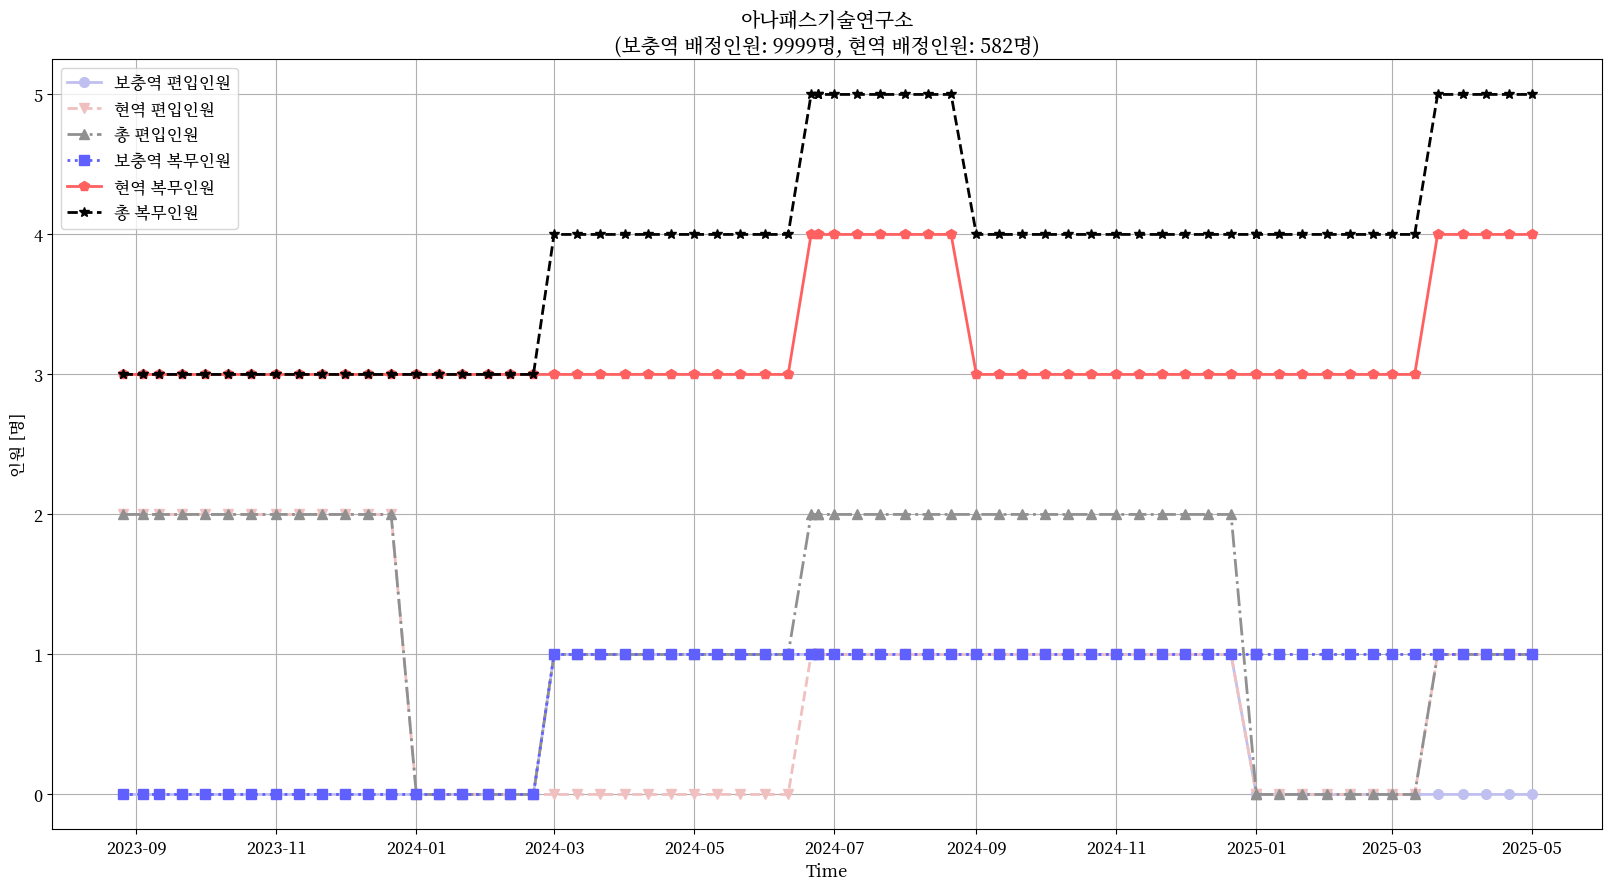 아나패스기술연구소
(보충역 배정인원: 9999명, 현역 배정인원: 582명)
보충역 편입인원
현역 편입인원
총 편입인원
보충역 복무인원
현역 복무인원
총 복무인원
인원 [명]
5
4
3
2
1
0
2023-09
2023-11
2024-01
2024-03
2024-05
2024-07
2024-09
2024-11
2025-01
2025-03
2025-05
Time